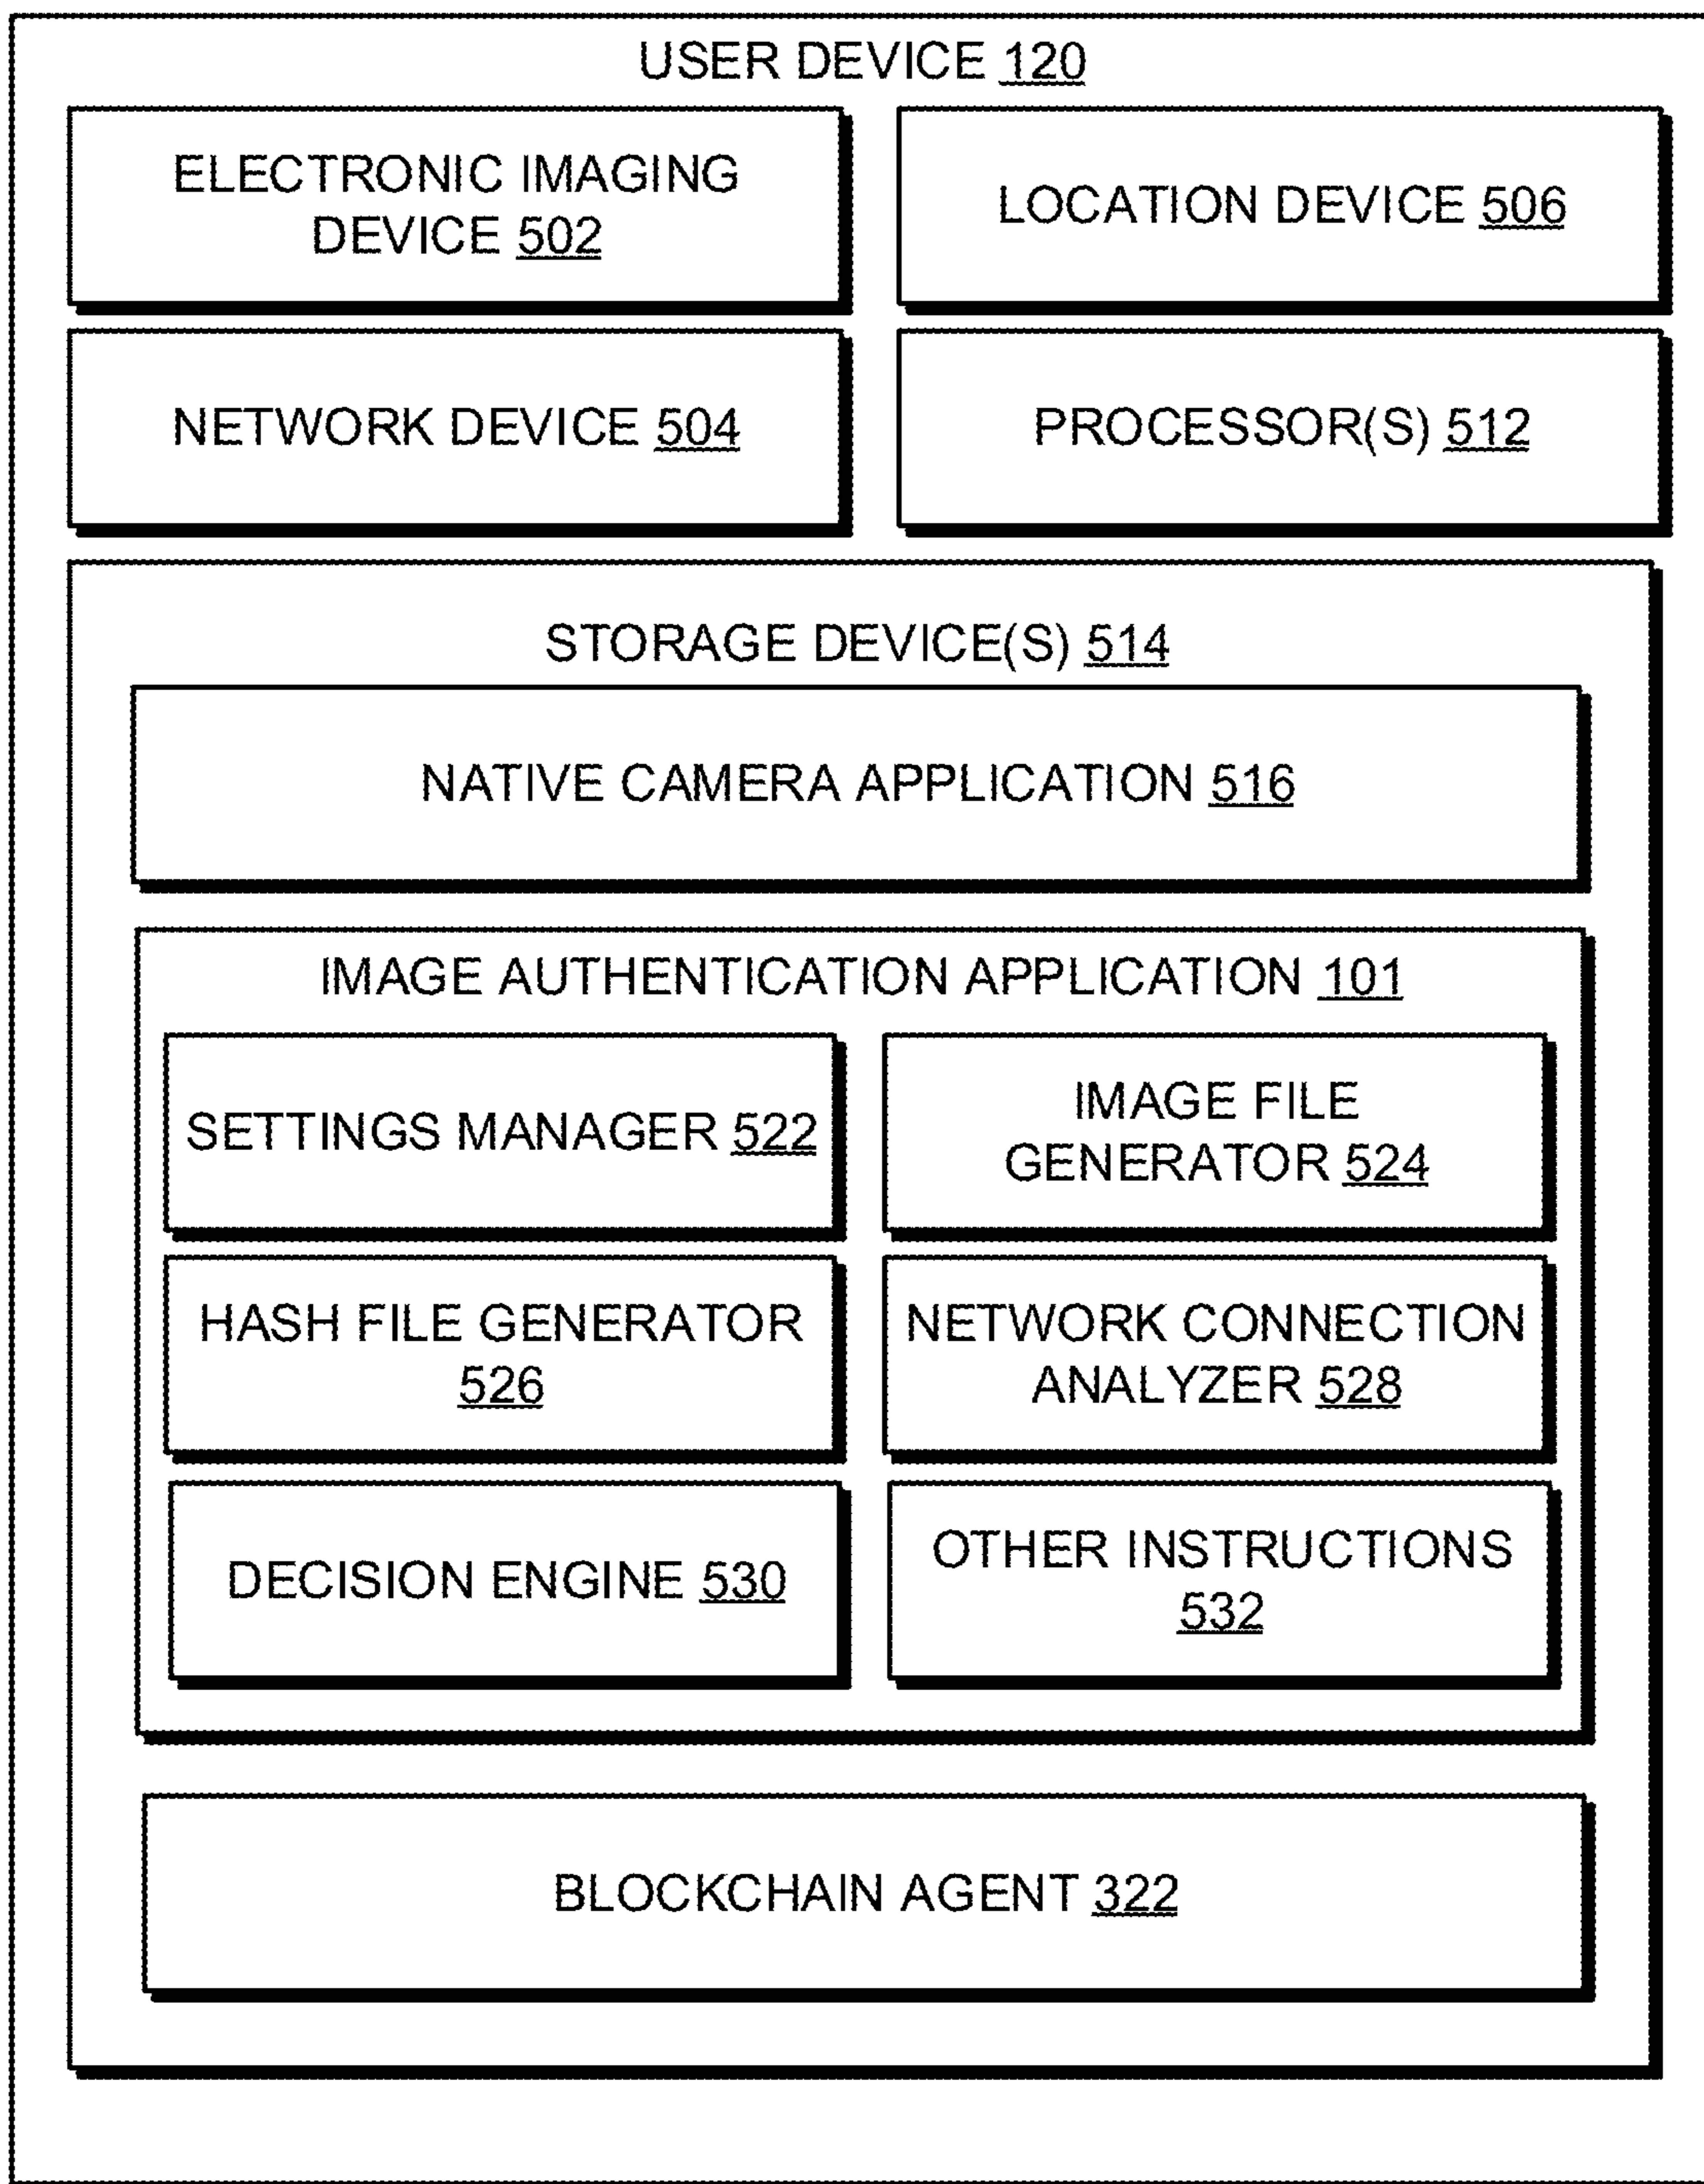 USER DEVICE 120
ELECTRONIC IMAGING
DEVICE 502
LOCATION DEVICE 506
NETWORK DEVICE 504
PROCESSOR(S) 512
STORAGE DEVICE(S) 514
NATIVE CAMERA APPLICATION 516
IMAGE AUTHENTICATION APPLICATION 101
SETTINGS MANAGER 522
IMAGE FILE
GENERATOR 524
HASH FILE GENERATOR
526
NETWORK CONNECTION
ANALYZER 528
DECISION ENGINE 530
OTHER INSTRUCTIONS
532
BLOCKCHAIN AGENT 322